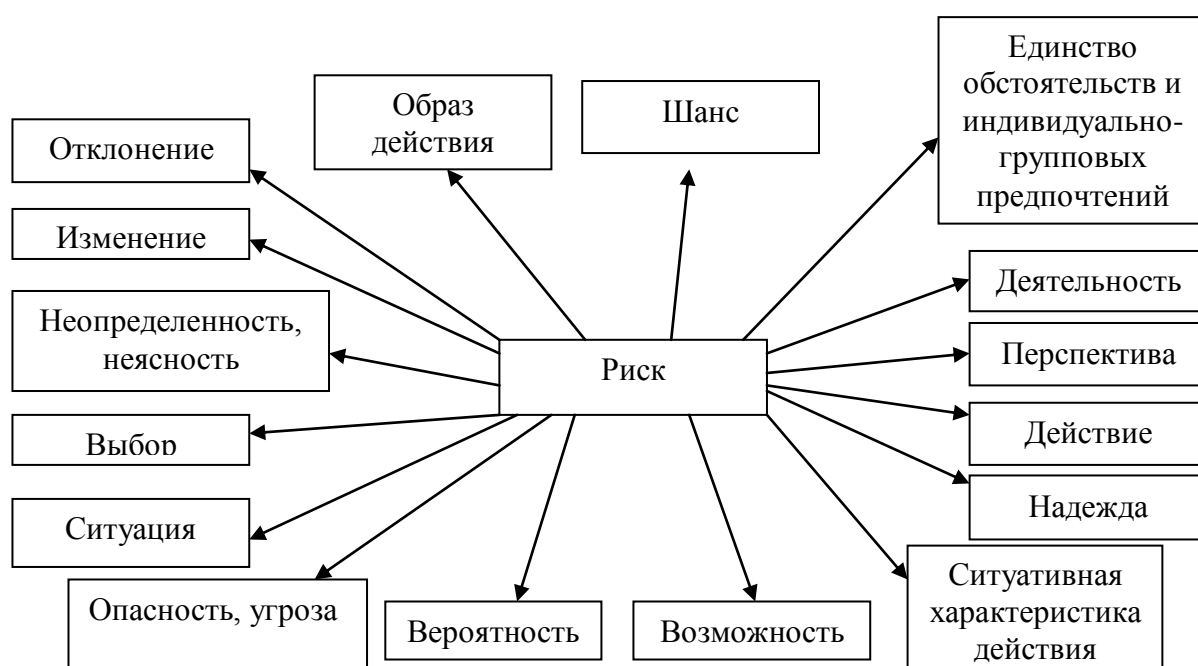 Единство
обстоятельств и
индивидуально-
групповых
предпочтений
Образ
действия
Шанс
Отклонение
Изменение
Неопределенность,
неясность
Риск
Деятельность
Перспектива
Выбор
Действие
Ситуация
Надежда
Опасность, угроза
Вероятность
Возможность
Ситуативная
характеристика
действия